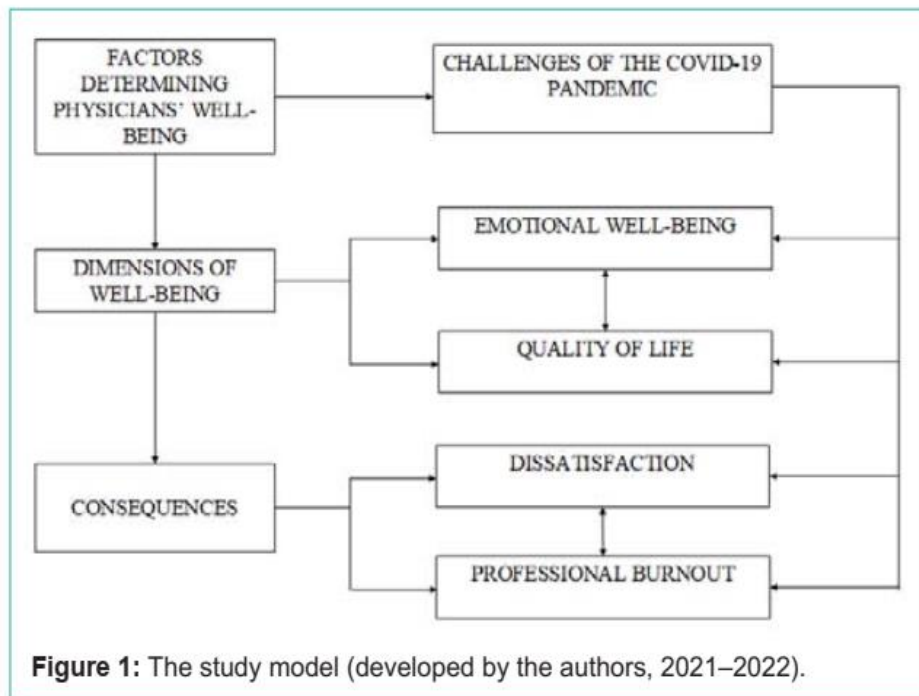 FACTORS
DETERMINING
PHYSICIANS' WELL-
BEING
CHALLENGES OF THE COVID-19
PANDEMIC
EMOTIONAL WELL-BEING
DIMENSIONS OF
WELL-BEING
QUALITY OF LIFE
DISSATISFACTION
CONSEQUENCES
PROFESSIONAL BURNOUT
Figure 1: The study model (developed by the authors, 2021–2022).